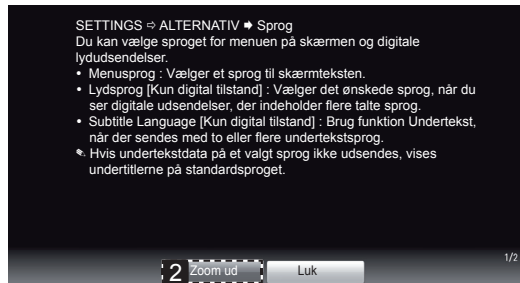 SETTINGS ⇨ ALTERNATIV ➡ Sprog
Du kan vælge sproget for menuen på skærmen og digitale
lydudsendelser.
• Menusprog : Vælger et sprog til skærmteksten.
• Lydsprog [Kun digital tilstand] : Vælger det ønskede sprog, når du
ser digitale udsendelser, der indeholder flere talte sprog.
• Subtitle Language [Kun digital tilstand] : Brug funktion Undertekst,
når der sendes med to eller flere undertekstsprog.
✎ Hvis undertekstdata på et valgt sprog ikke udsendes, vises
undertitlerne på standardsproget.
1/2
2 Zoom ud Luk